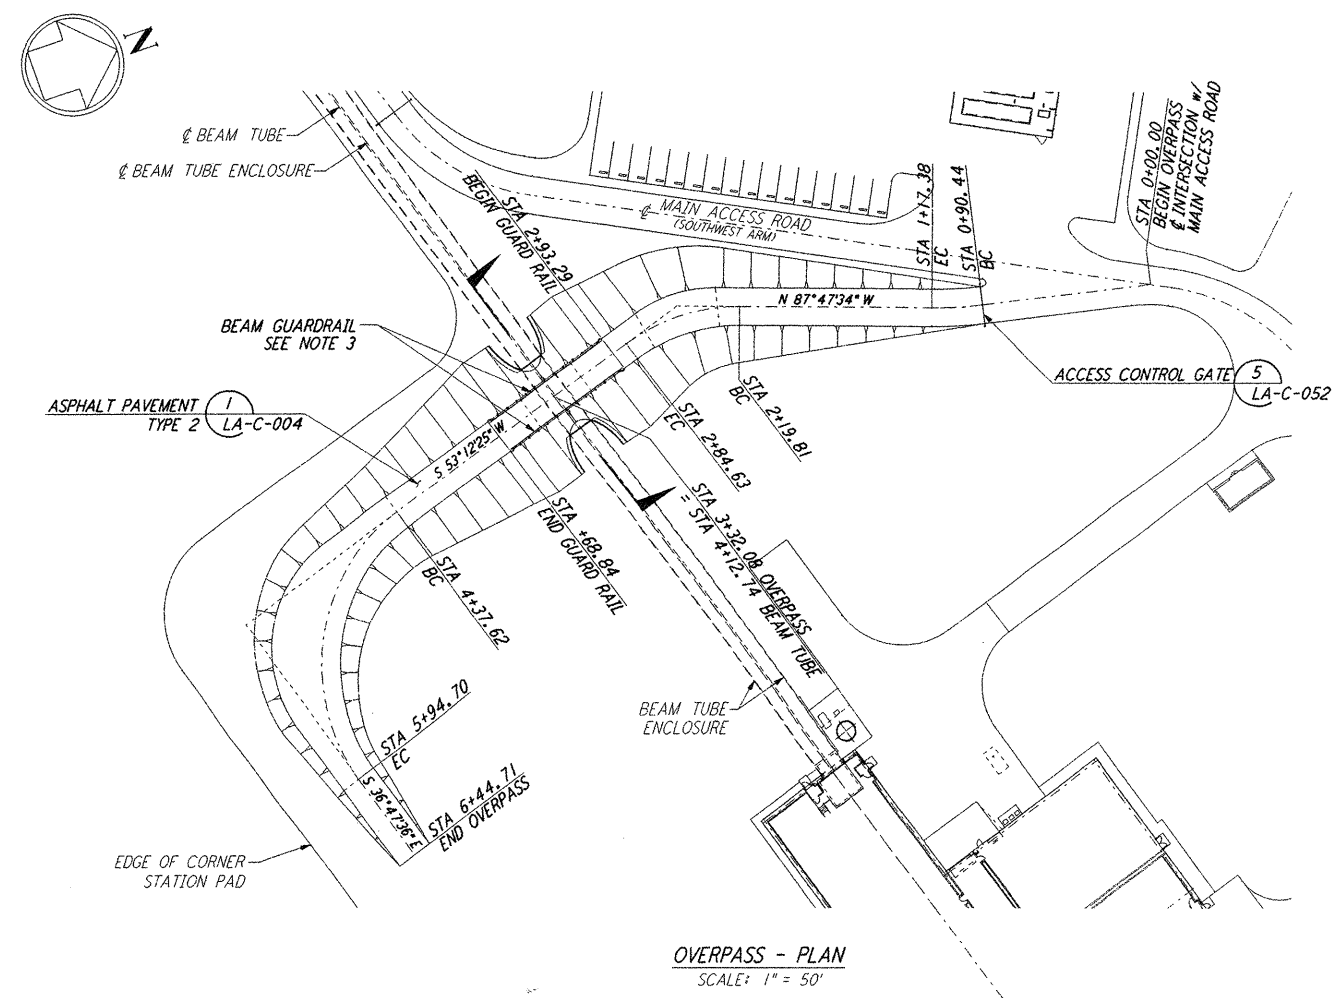 N
℄ BEAM TUBE
℄ BEAM TUBE ENCLOSURE
STA 2+93.29
BEGIN GUARD RAIL
℄ MAIN ACCESS ROAD
(SOUTHWEST ARM)
STA 1+17.38
EC
STA 0+90.44
BC
STA 0+00.00
BEGIN OVERPASS
℄ INTERSECTION w/
MAIN ACCESS ROAD
N 87°47'34" W
BEAM GUARDRAIL
SEE NOTE 3
ACCESS CONTROL GATE
5
LA-C-052
ASPHALT PAVEMENT
TYPE 2
1
LA-C-004
S 53°12'25" W
STA 2+19.81
BC
STA 2+84.63
EC
STA 3+32.08 OVERPASS
= STA 4+12.74 BEAM TUBE
STA +68.84
END GUARD RAIL
STA 4+37.62
BC
STA 5+94.70
EC
S 36°47'36" E
STA 6+44.71
END OVERPASS
BEAM TUBE
ENCLOSURE
EDGE OF CORNER
STATION PAD
OVERPASS - PLAN
SCALE: 1" = 50'